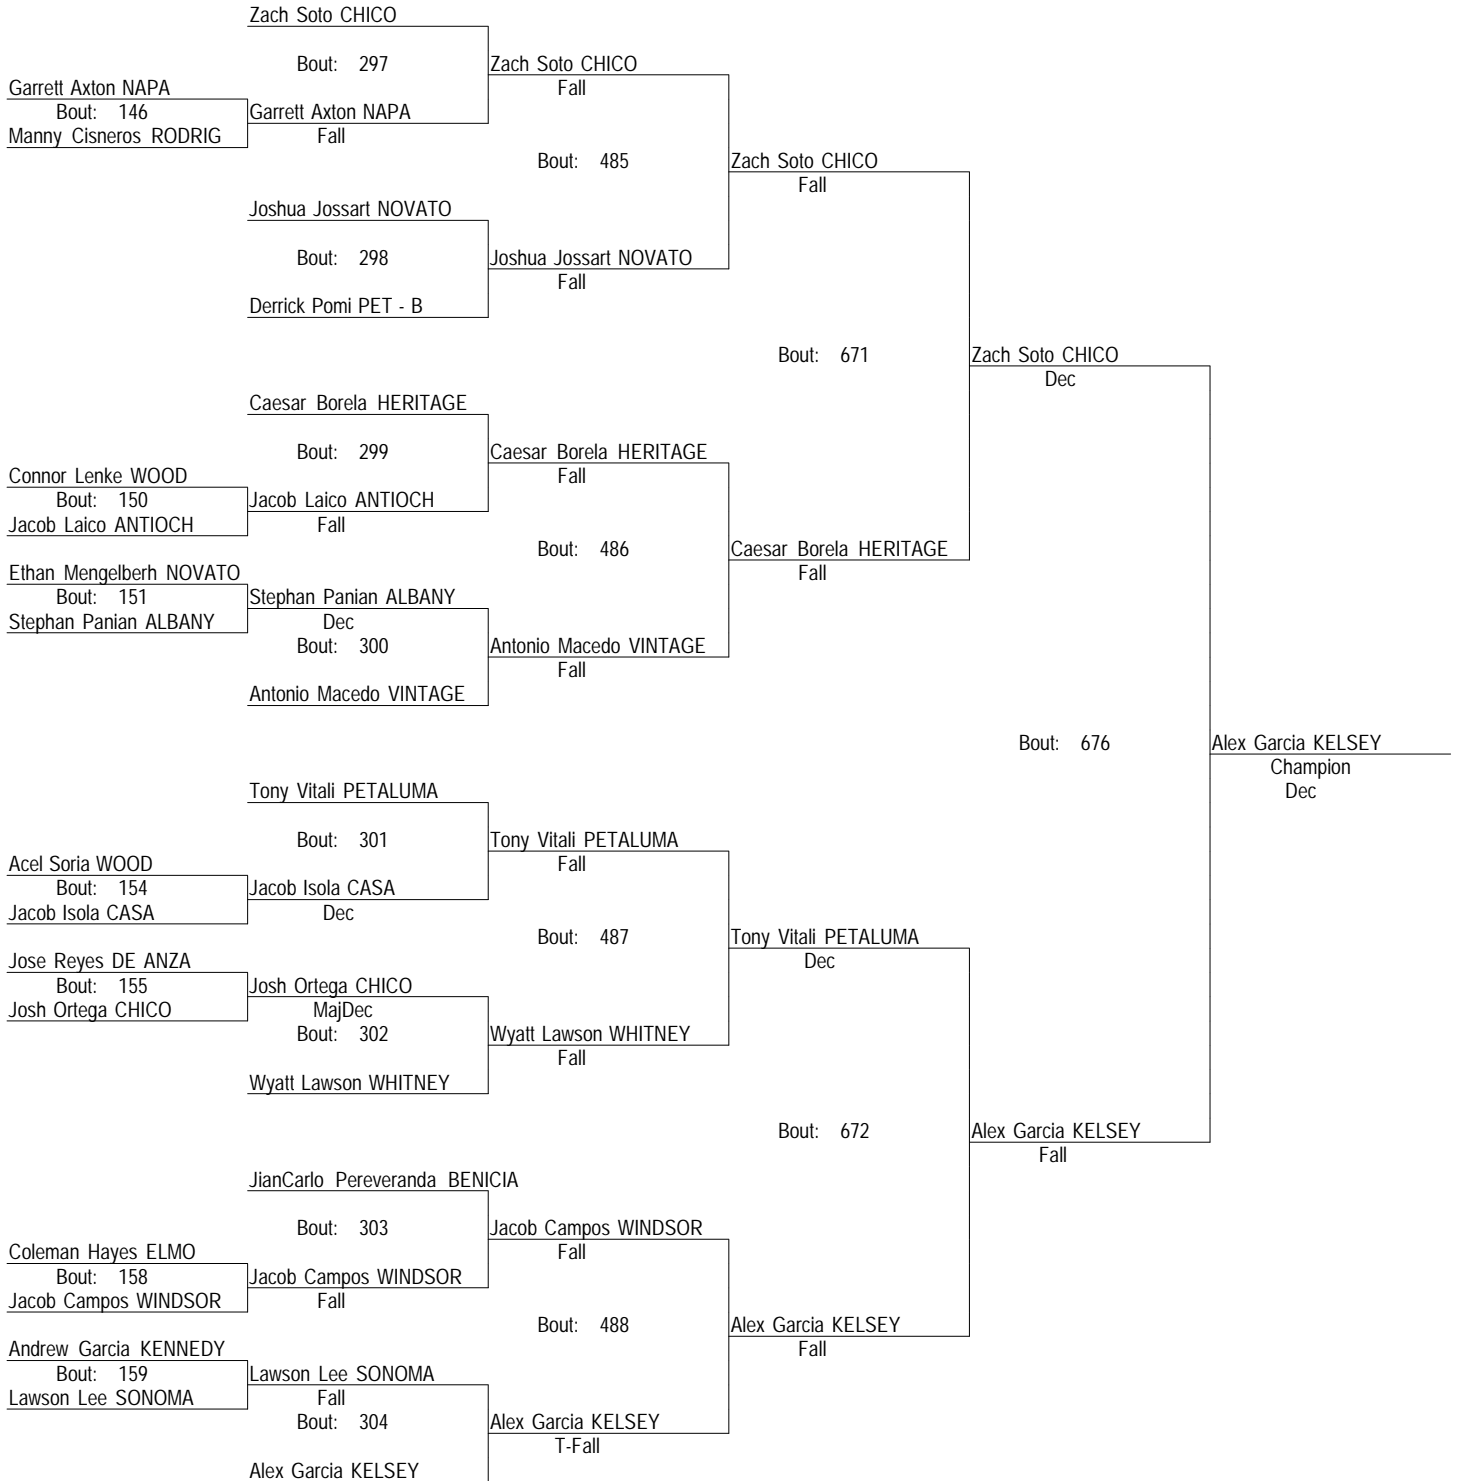 Zach Soto CHICO
Bout: 297
Zach Soto CHICO
Fall
Garrett Axton NAPA
Bout: 146
Garrett Axton NAPA
Manny Cisneros RODRIG
Fall
Bout: 485
Zach Soto CHICO
Fall
Joshua Jossart NOVATO
Bout: 298
Joshua Jossart NOVATO
Fall
Derrick Pomi PET - B
Bout: 671
Zach Soto CHICO
Dec
Caesar Borela HERITAGE
Bout: 299
Caesar Borela HERITAGE
Fall
Connor Lenke WOOD
Bout: 150
Jacob Laico ANTIOCH
Jacob Laico ANTIOCH
Fall
Bout: 486
Caesar Borela HERITAGE
Fall
Ethan Mengelberh NOVATO
Bout: 151
Stephan Panian ALBANY
Stephan Panian ALBANY
Dec
Bout: 300
Antonio Macedo VINTAGE
Fall
Antonio Macedo VINTAGE
Bout: 676
Alex Garcia KELSEY
Champion
Dec
Tony Vitali PETALUMA
Bout: 301
Tony Vitali PETALUMA
Fall
Acel Soria WOOD
Bout: 154
Jacob Isola CASA
Jacob Isola CASA
Dec
Bout: 487
Tony Vitali PETALUMA
Dec
Jose Reyes DE ANZA
Bout: 155
Josh Ortega CHICO
Josh Ortega CHICO
MajDec
Bout: 302
Wyatt Lawson WHITNEY
Fall
Wyatt Lawson WHITNEY
Bout: 672
Alex Garcia KELSEY
Fall
JianCarlo Pereveranda BENICIA
Bout: 303
Jacob Campos WINDSOR
Fall
Coleman Hayes ELMO
Bout: 158
Jacob Campos WINDSOR
Jacob Campos WINDSOR
Fall
Bout: 488
Alex Garcia KELSEY
Fall
Andrew Garcia KENNEDY
Bout: 159
Lawson Lee SONOMA
Lawson Lee SONOMA
Fall
Bout: 304
Alex Garcia KELSEY
T-Fall
Alex Garcia KELSEY